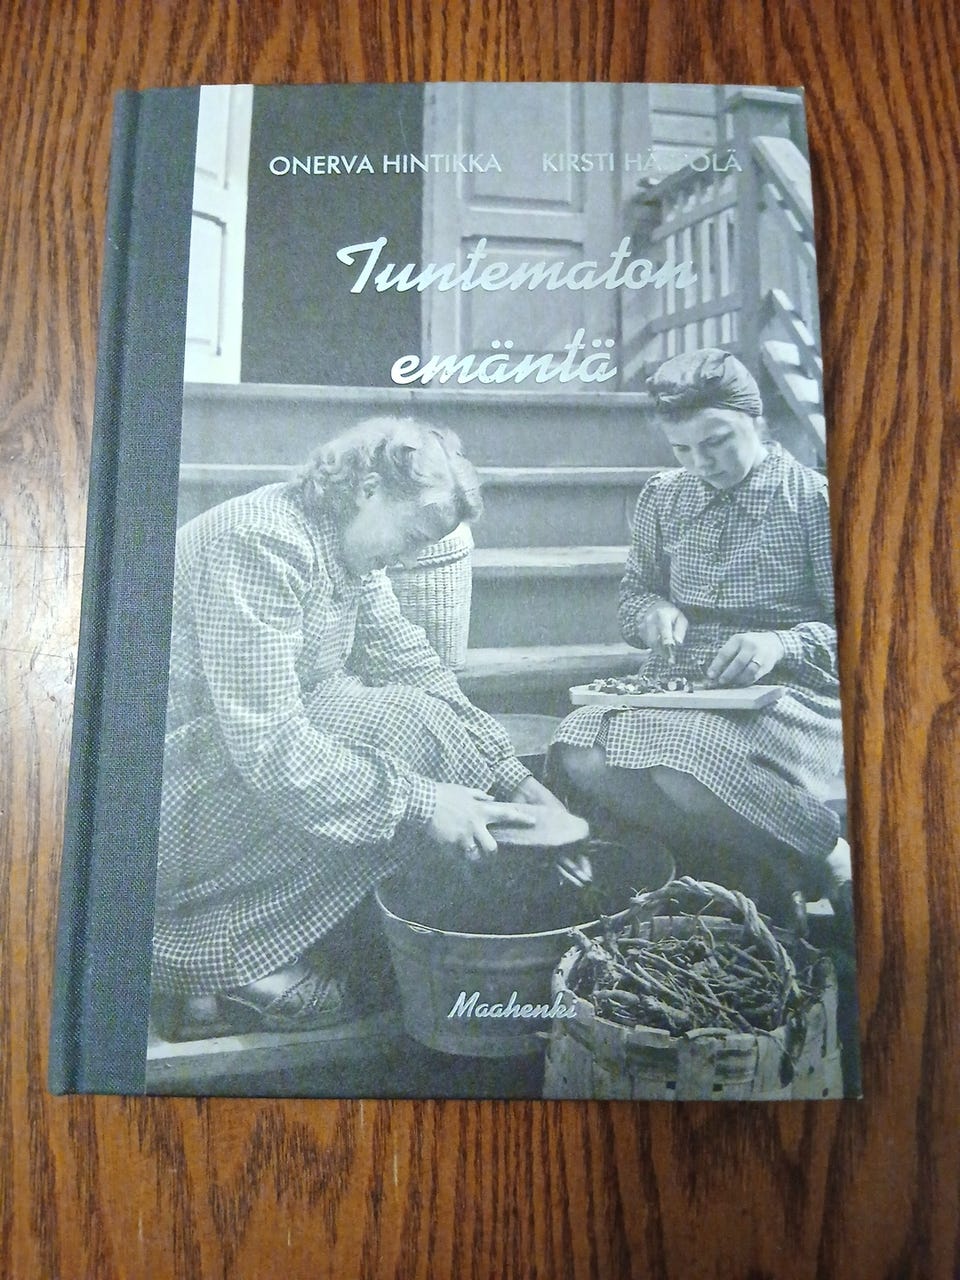 ONERVA HINTIKKA KIRSTI
Tuntematon
emäntä
Maahenki